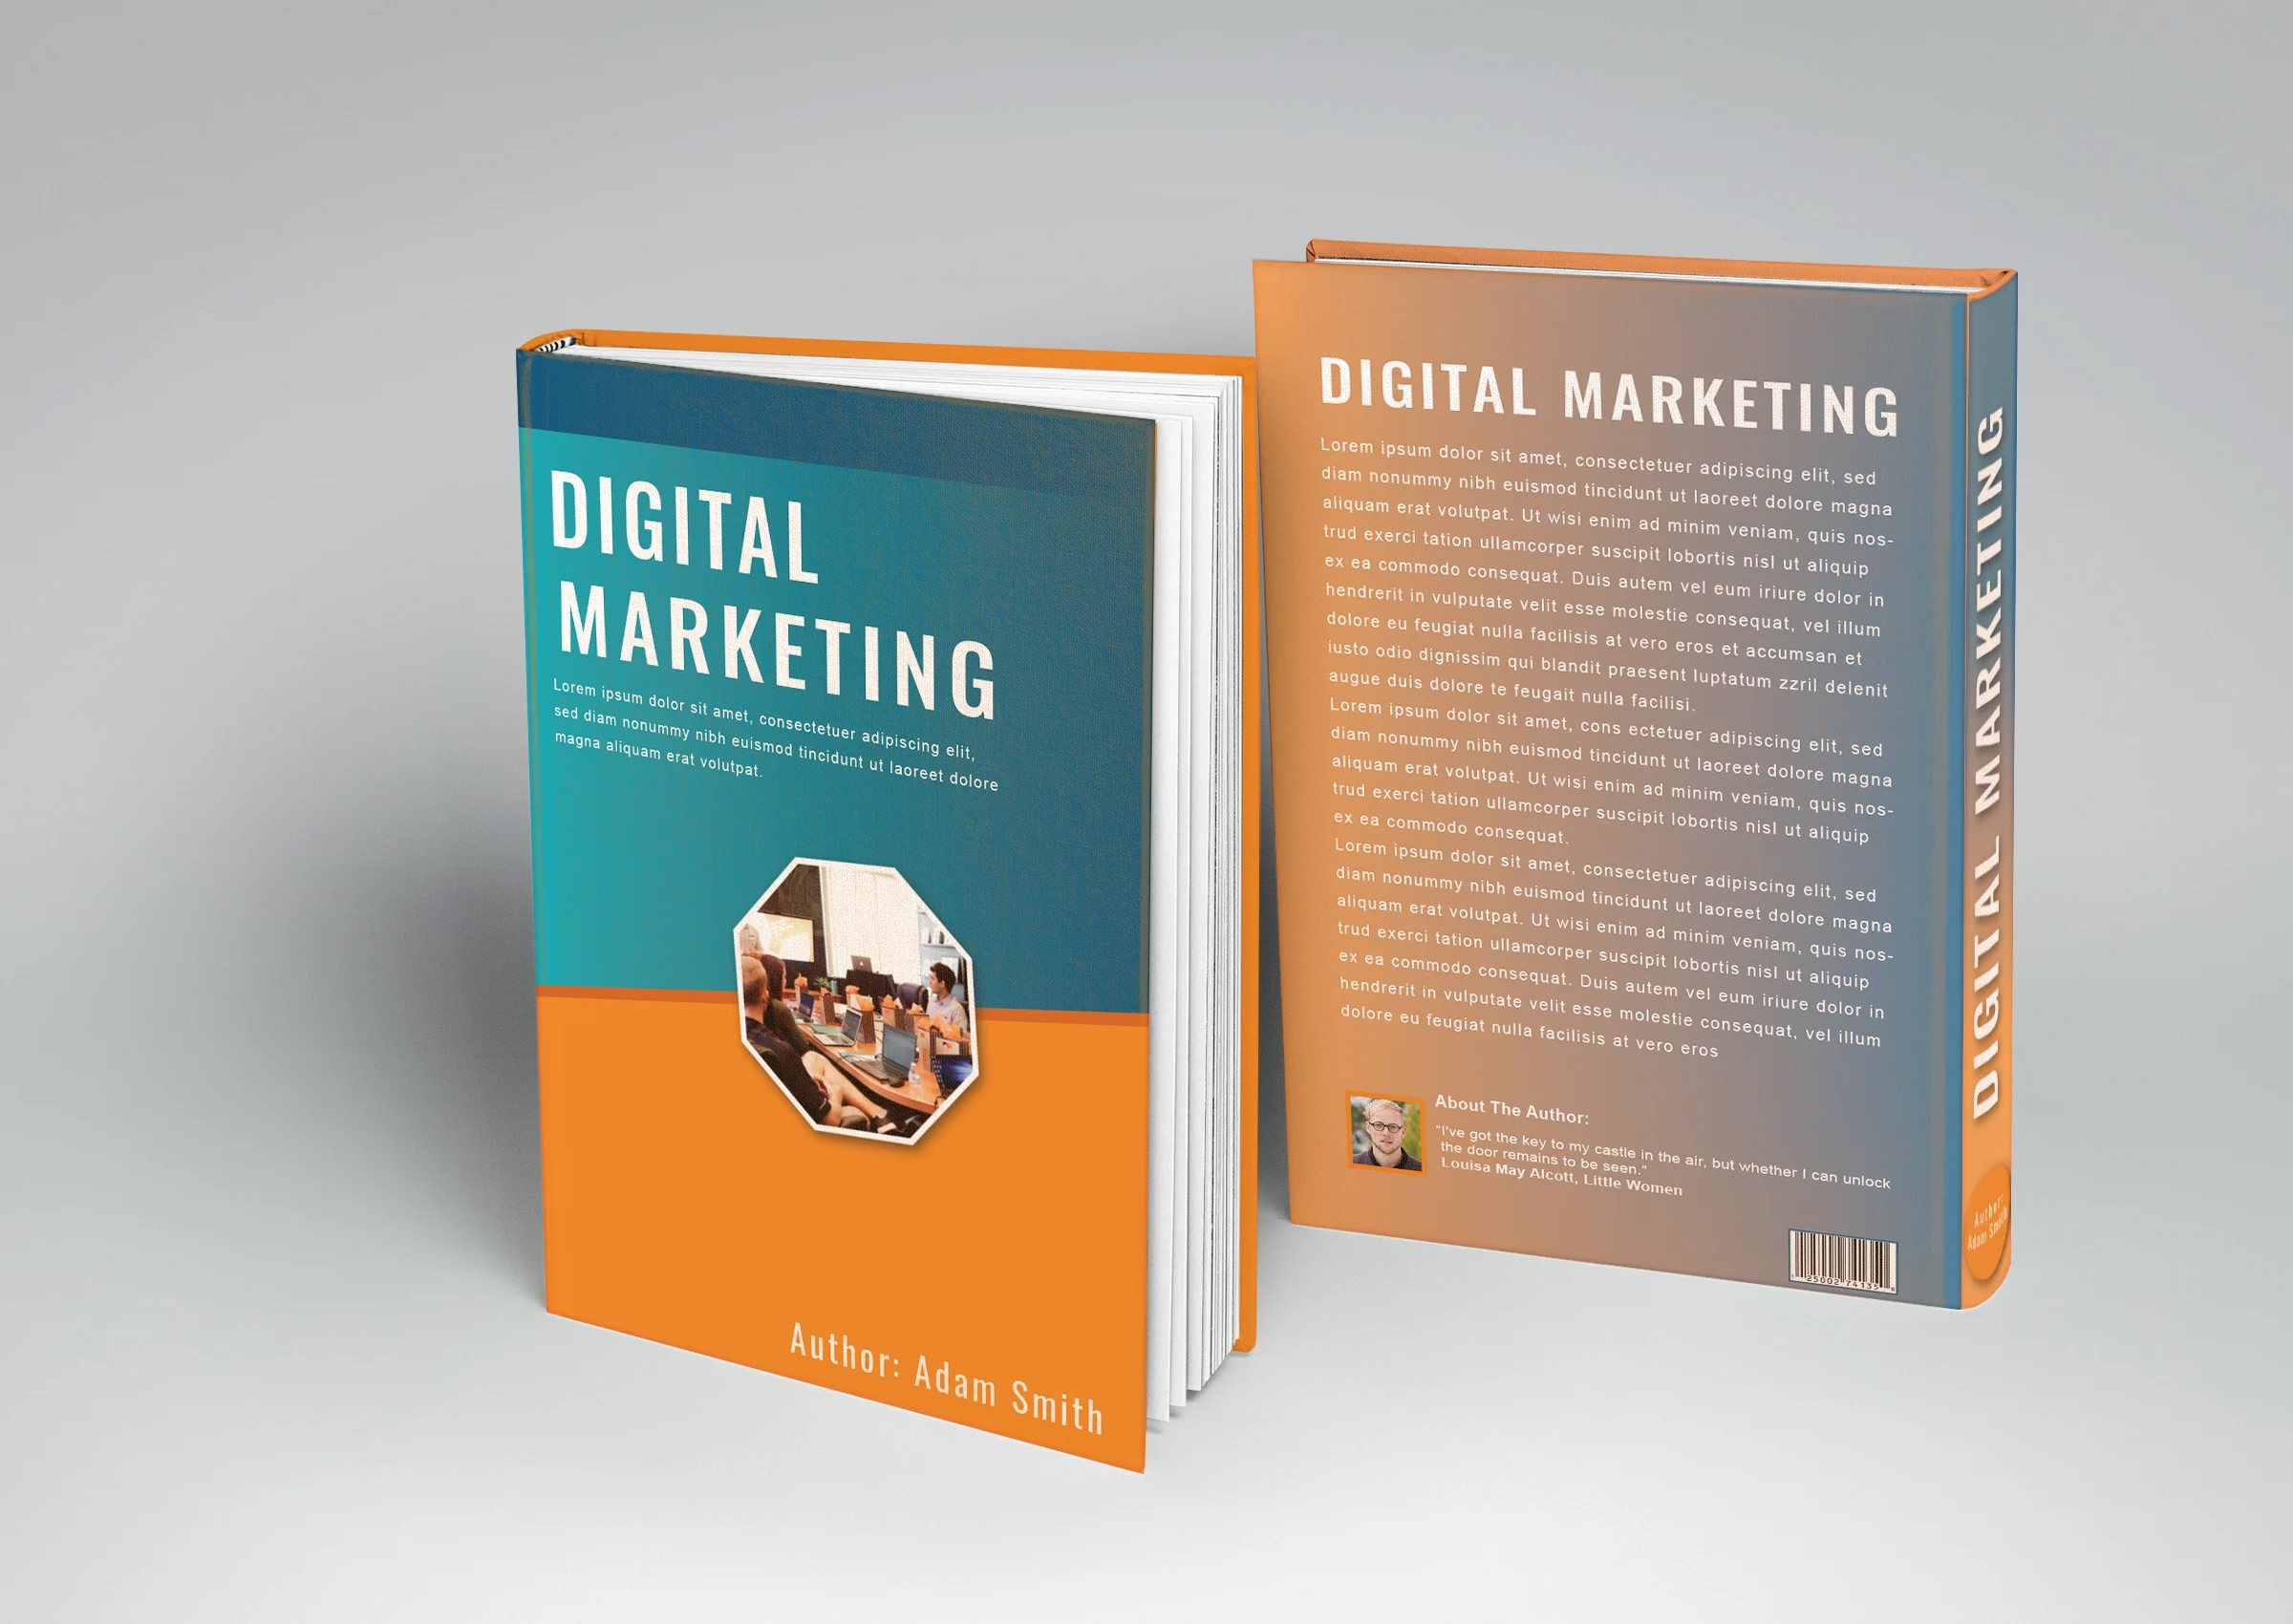 DIGITAL
MARKETING
Lorem ipsum dolor sit amet, consectetuer adipiscing elit,
sed diam nonummy nibh euismod tincidunt ut laoreet dolore
magna aliquam erat volutpat.
Author: Adam Smith
DIGITAL MARKETING
Lorem ipsum dolor sit amet, consectetuer adipiscing elit, sed
diam nonummy nibh euismod tincidunt ut laoreet dolore magna
aliquam erat volutpat. Ut wisi enim ad minim veniam, quis nos-
trud exerci tation ullamcorper suscipit lobortis nisl ut aliquip
ex ea commodo consequat. Duis autem vel eum iriure dolor in
hendrerit in vulputate velit esse molestie consequat, vel illum
dolore eu feugiat nulla facilisis at vero eros et accumsan et
iusto odio dignissim qui blandit praesent luptatum zzril delenit
augue duis dolore te feugait nulla facilisi.
Lorem ipsum dolor sit amet, cons ectetuer adipiscing elit, sed
diam nonummy nibh euismod tincidunt ut laoreet dolore magna
aliquam erat volutpat. Ut wisi enim ad minim veniam, quis nos-
trud exerci tation ullamcorper suscipit lobortis nisl ut aliquip
ex ea commodo consequat.
Lorem ipsum dolor sit amet, consectetuer adipiscing elit, sed
diam nonummy nibh euismod tincidunt ut laoreet dolore magna
aliquam erat volutpat. Ut wisi enim ad minim veniam, quis nos-
trud exerci tation ullamcorper suscipit lobortis nisl ut aliquip
ex ea commodo consequat. Duis autem vel eum iriure dolor in
hendrerit in vulputate velit esse molestie consequat, vel illum
dolore eu feugiat nulla facilisis at vero eros
About The Author:
"I've got the key to my castle in the air, but whether I can unlock
the door remains to be seen."
Louisa May Alcott, Little Women
DIGITAL MARKETING
Author:
Adam Smith